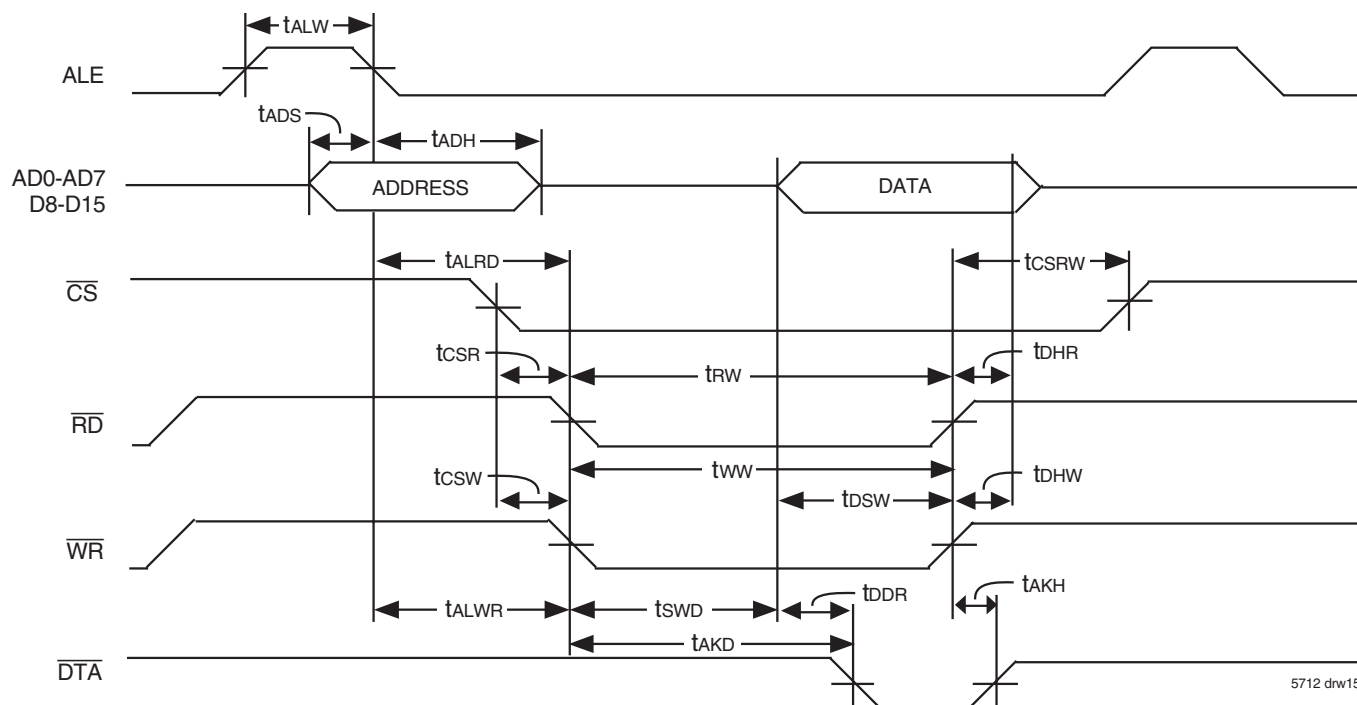 tALW
ALE
tADS
tADH
AD0-AD7
D8-D15
ADDRESS
DATA
tALRD
tCSRW
CS
tCSR
tRW
tDHR
RD
tCSW
tWW
tDHW
tDSW
WR
tALWR
tSWD
tDDR
tAKH
tAKD
DTA
5712 drw15